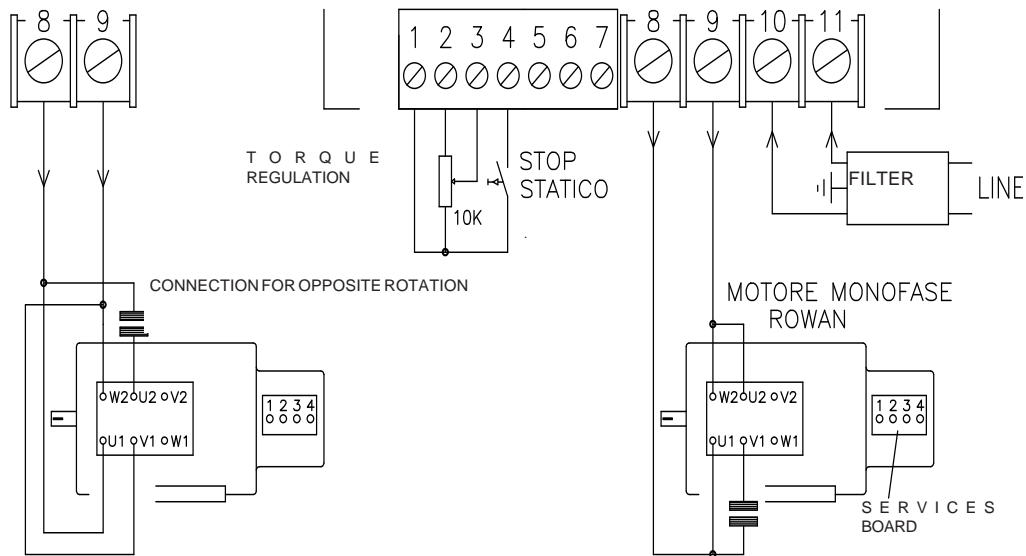 8 9
1 2 3 4 5 6 7
8 9 10 11
TORQUE
REGULATION
10K
STOP
STATICO
FILTER
LINE
CONNECTION FOR OPPOSITE ROTATION
MOTORE MONOFASE
ROWAN
W2 U2 V2
U1 V1 W1
1 2 3 4
W2 U2 V2
U1 V1 W1
1 2 3 4
SERVICES
BOARD